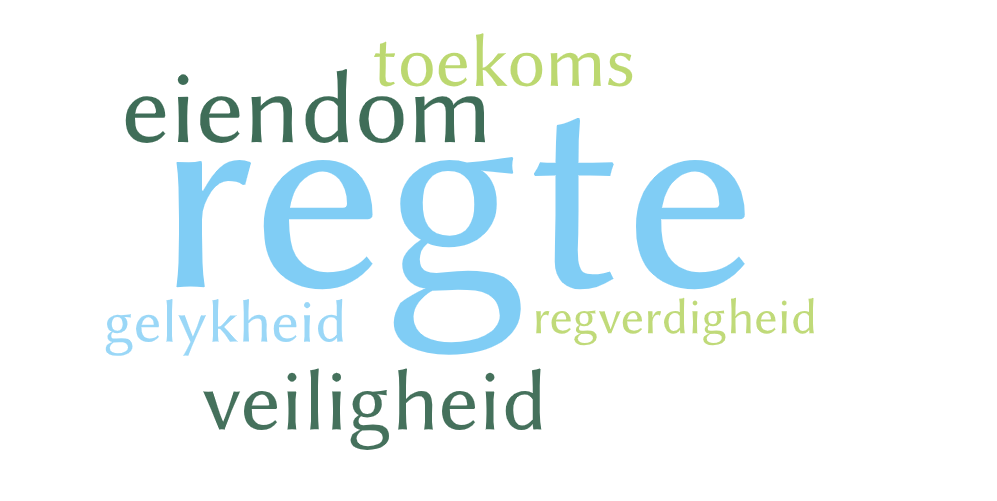 toekoms
eiendom
regte
gelykheid
regverdigheid
veiligheid